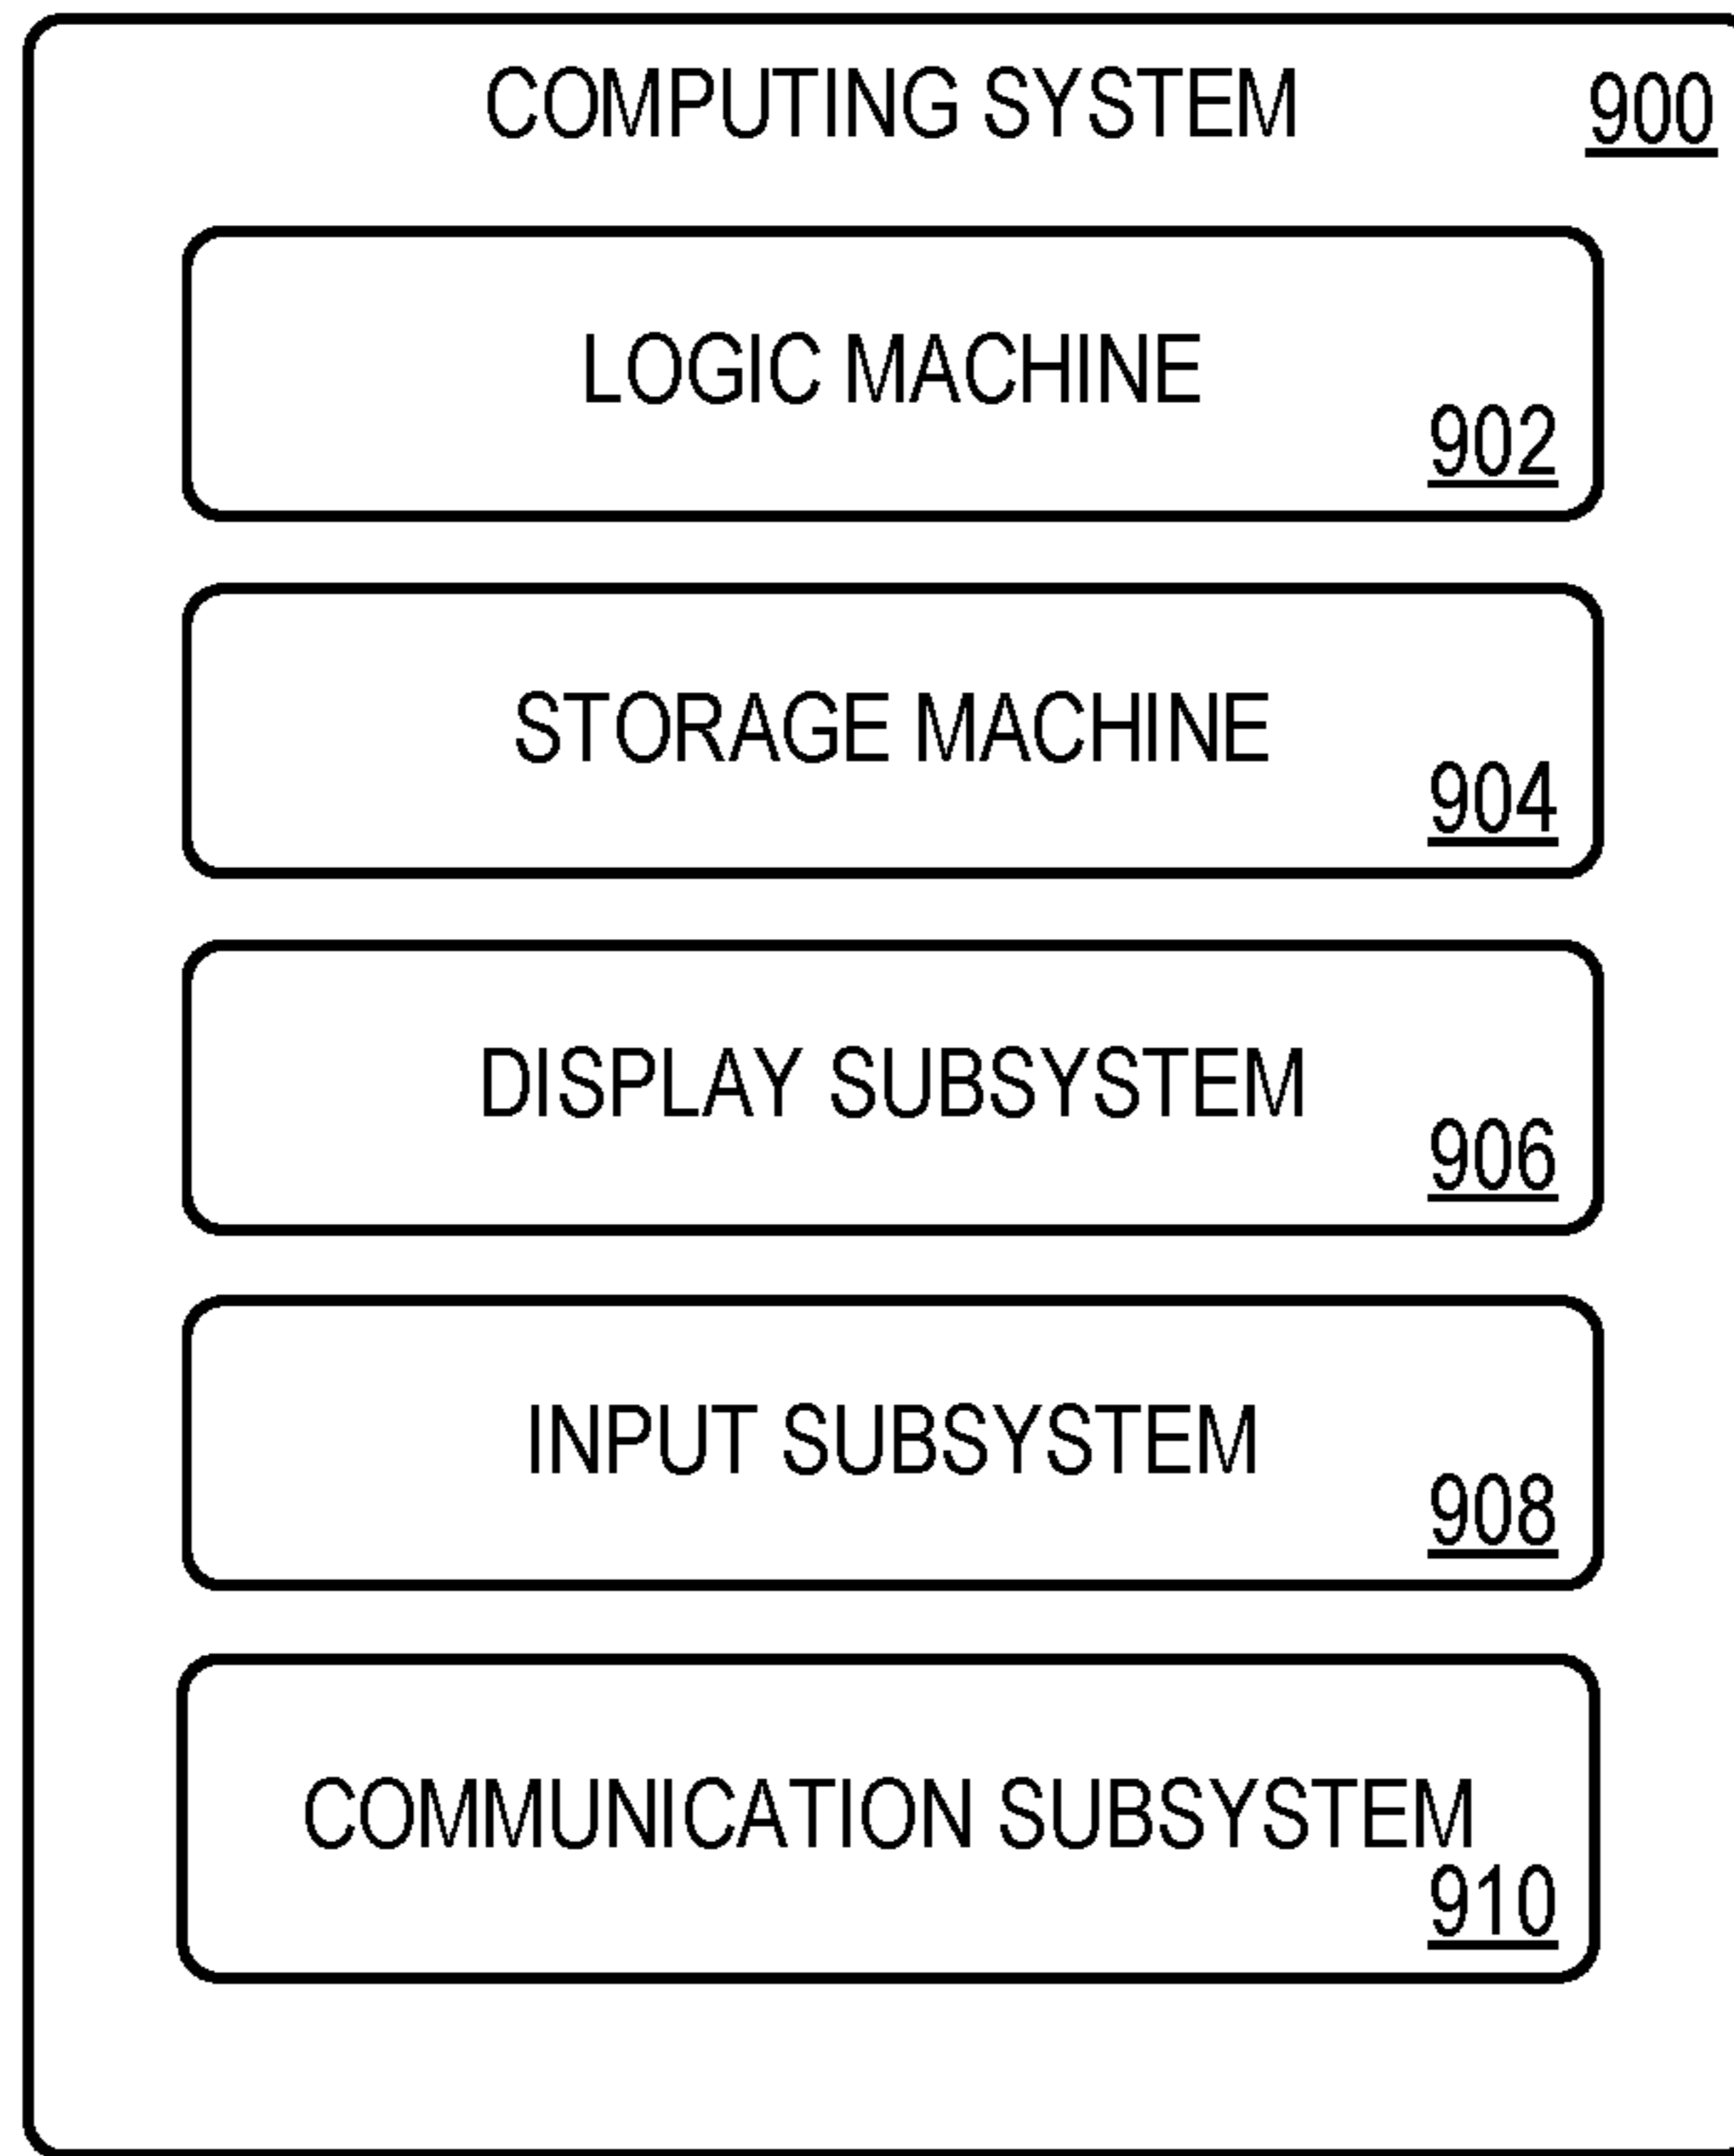 COMPUTING SYSTEM 900
LOGIC MACHINE
902
STORAGE MACHINE
904
DISPLAY SUBSYSTEM
906
INPUT SUBSYSTEM
908
COMMUNICATION SUBSYSTEM
910